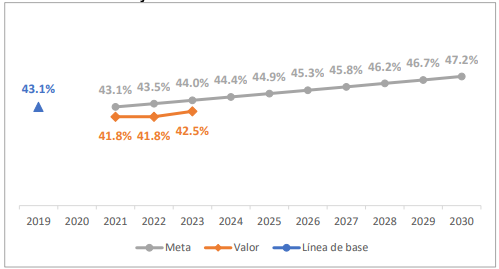 43.1%
43.1% 43.5% 44.0% 44.4% 44.9% 45.3% 45.8% 46.2% 46.7% 47.2%
41.8% 41.8% 42.5%
2019 2020 2021 2022 2023 2024 2025 2026 2027 2028 2029 2030
Meta Valor Línea de base